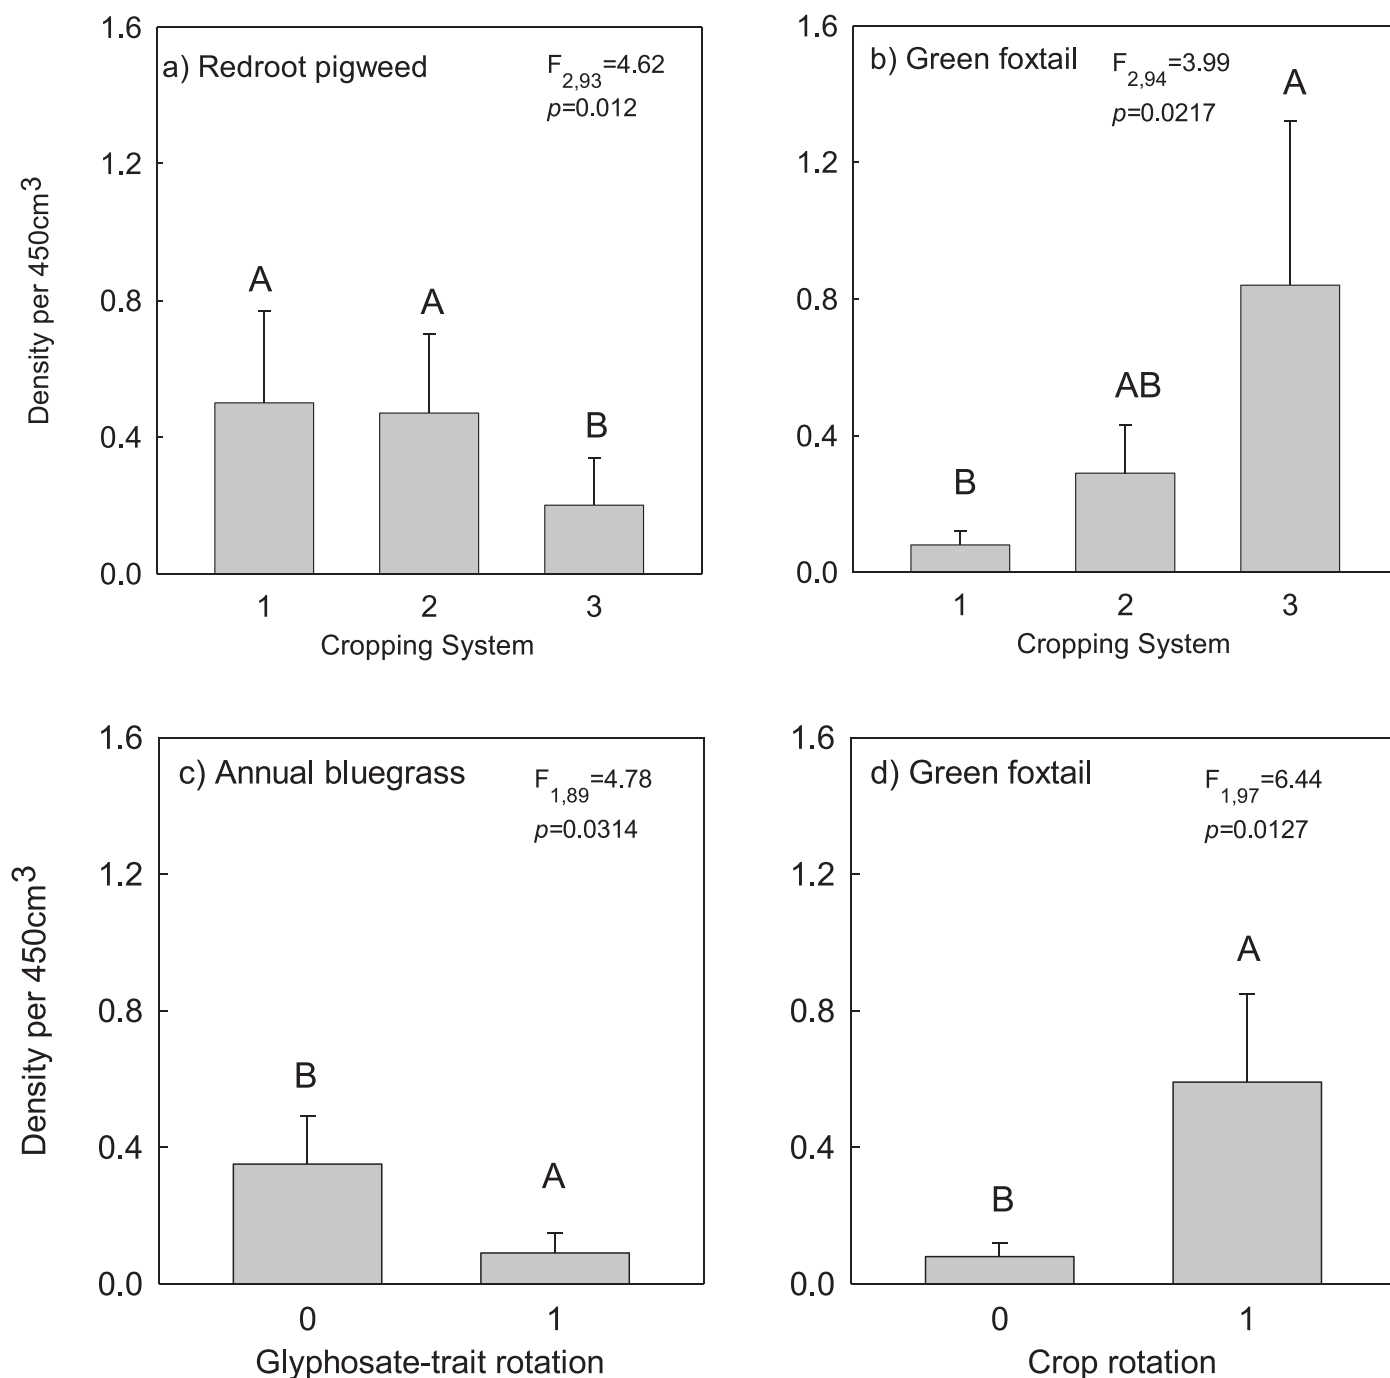 a) Redroot pigweed
F2,93=4.62
p=0.012
1.6
1.2
0.8
0.4
0.0
Density per 450cm3
A
A
B
1 2 3
Cropping System
b) Green foxtail
F2,94=3.99
p=0.0217
1.6
1.2
0.8
0.4
0.0
B
AB
A
1 2 3
Cropping System
c) Annual bluegrass
F1,89=4.78
p=0.0314
1.6
1.2
0.8
0.4
0.0
Density per 450cm3
B
A
0 1
Glyphosate-trait rotation
d) Green foxtail
F1,97=6.44
p=0.0127
1.6
1.2
0.8
0.4
0.0
B
A
0 1
Crop rotation